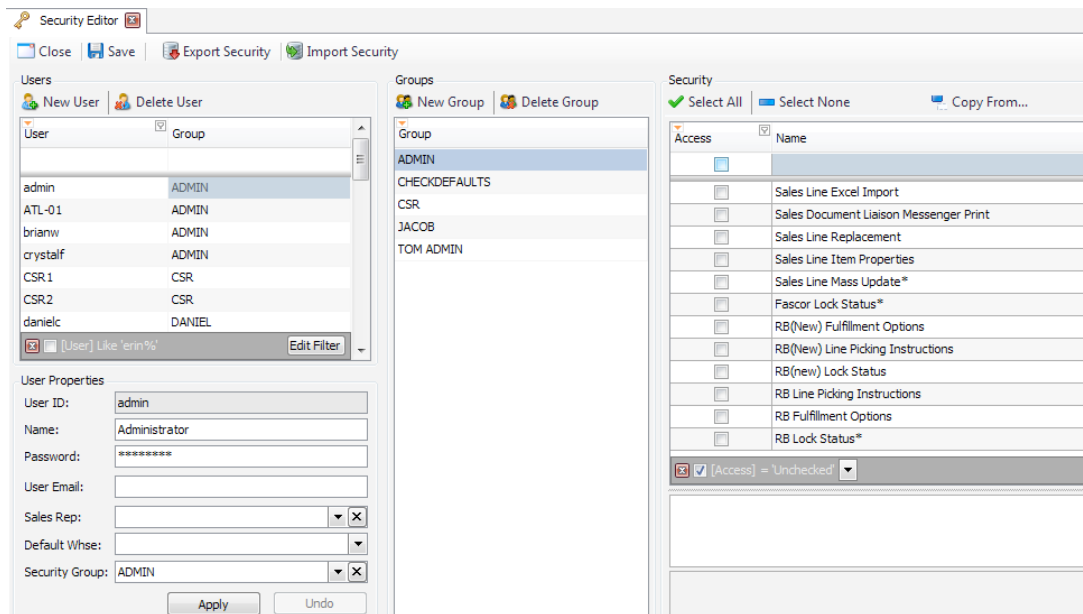 Security Editor
Close Save Export Security Import Security
Users
New User Delete User
User Group
admin ADMIN
ATL-01 ADMIN
brianw ADMIN
crystalf ADMIN
CSR1 CSR
CSR2 CSR
danielc DANIEL
[User] Like 'erin%' Edit Filter
User Properties
User ID: admin
Name: Administrator
Password: ********
User Email:
Sales Rep:
Default Whse:
Security Group: ADMIN
Apply Undo
Groups
New Group Delete Group
Group
ADMIN
CHECKDEFAULTS
CSR
JACOB
TOM ADMIN
Security
Select All Select None Copy From...
Access Name
Sales Line Excel Import
Sales Document Liaison Messenger Print
Sales Line Replacement
Sales Line Item Properties
Sales Line Mass Update*
Fascor Lock Status*
RB(New) Fulfillment Options
RB(New) Line Picking Instructions
RB(new) Lock Status
RB Line Picking Instructions
RB Fulfillment Options
RB Lock Status*
[Access] = 'Unchecked'